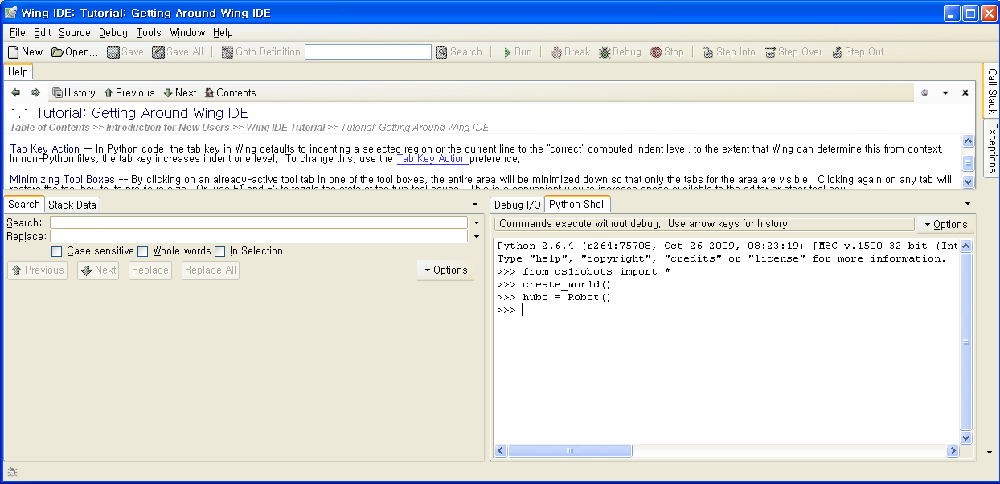 Wing IDE: Tutorial: Getting Around Wing IDE
File Edit Source Debug Tools Window Help
New Open... Save Save All Goto Definition Search Run Break Debug Stop Step Into Step Over Step Out
Help
History Previous Next Contents
1.1 Tutorial: Getting Around Wing IDE
Table of Contents >> Introduction for New Users >> Wing IDE Tutorial >> Tutorial: Getting Around Wing IDE
Tab Key Action -- In Python code, the tab key in Wing defaults to indenting a selected region or the current line to the "correct" computed indent level, to the extent that Wing can determine this from context.
In non-Python files, the tab key increases indent one level. To change this, use the Tab Key Action preference.
Minimizing Tool Boxes -- By clicking on an already-active tool tab in one of the tool boxes, the entire area will be minimized down so that only the tabs for the area are visible. Clicking again on any tab will
Call Stack
Exceptions
Search Stack Data
Search:
Replace:
Case sensitive Whole words In Selection
Previous Next Replace Replace All Options
Debug I/O Python Shell
Commands execute without debug. Use arrow keys for history. Options
Python 2.6.4 (r264:75708, Oct 26 2009, 08:23:19) [MSC v.1500 32 bit (Int
Type "help", "copyright", "credits" or "license" for more information.
>>> from cs1robots import *
>>> create_world()
>>> hubo = Robot()
>>>